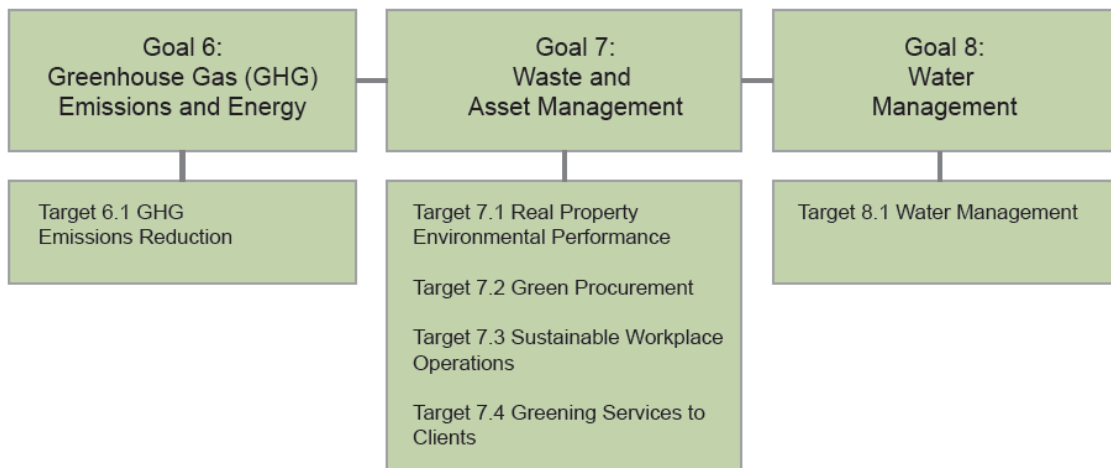 Goal 6:
Greenhouse Gas (GHG)
Emissions and Energy
Target 6.1 GHG
Emissions Reduction
Goal 7:
Waste and
Asset Management
Target 7.1 Real Property
Environmental Performance
Target 7.2 Green Procurement
Target 7.3 Sustainable Workplace
Operations
Target 7.4 Greening Services to
Clients
Goal 8:
Water
Management
Target 8.1 Water Management